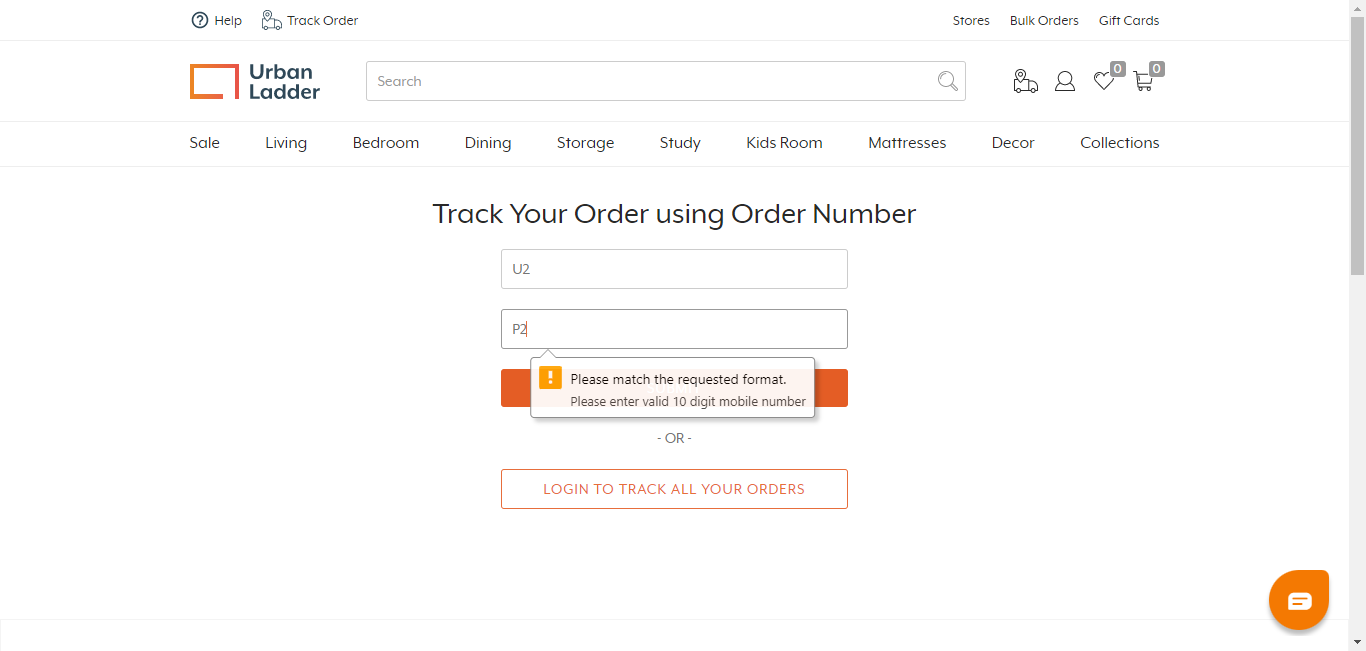 Help Track Order Stores Bulk Orders Gift Cards
Urban
Ladder
Search
0 0
Sale Living Bedroom Dining Storage Study Kids Room Mattresses Decor Collections
Track Your Order using Order Number
U2
P2
Please match the requested format.
Please enter valid 10 digit mobile number
- OR -
LOGIN TO TRACK ALL YOUR ORDERS